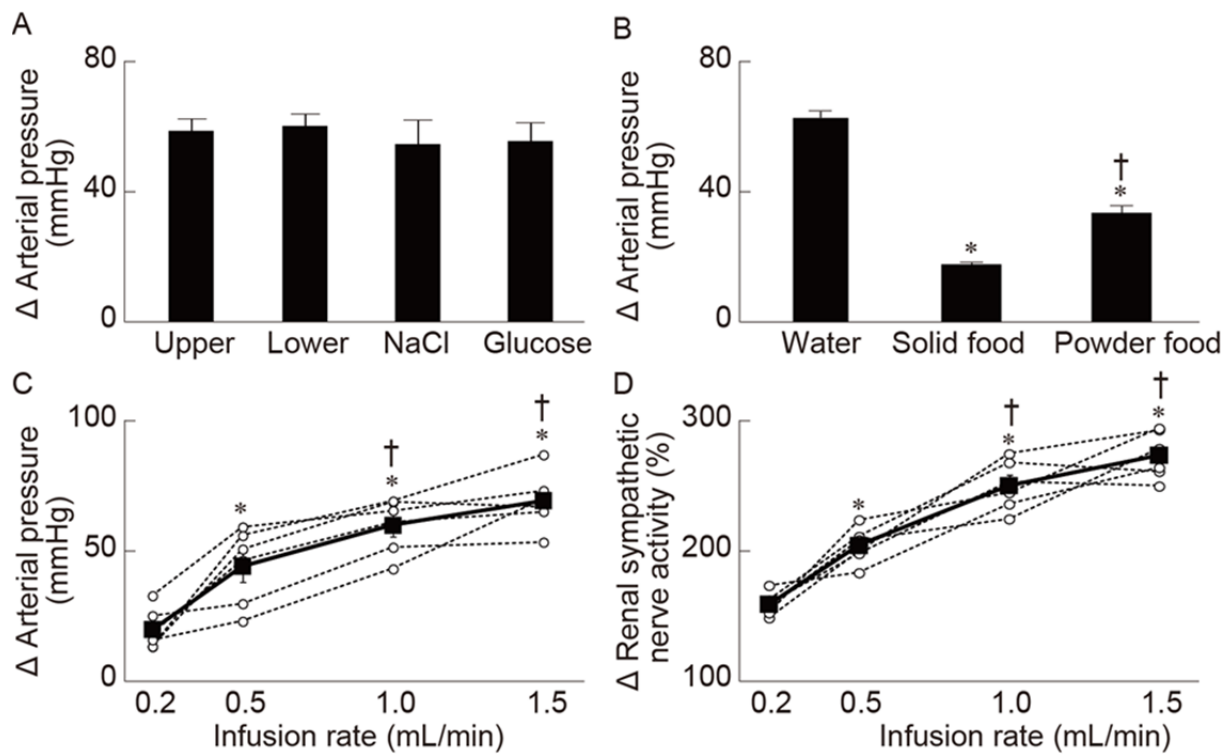 A
Δ Arterial pressure
(mmHg)
80
40
0
Upper Lower NaCl Glucose
B
Δ Arterial pressure
(mmHg)
80
40
0
*
†
*
Water Solid food Powder food
C
Δ Arterial pressure
(mmHg)
100
50
0
*
†
*
†
*
0.2 0.5 1.0 1.5
Infusion rate (mL/min)
D
Δ Renal sympathetic
nerve activity (%)
300
200
100
*
†
*
†
*
0.2 0.5 1.0 1.5
Infusion rate (mL/min)